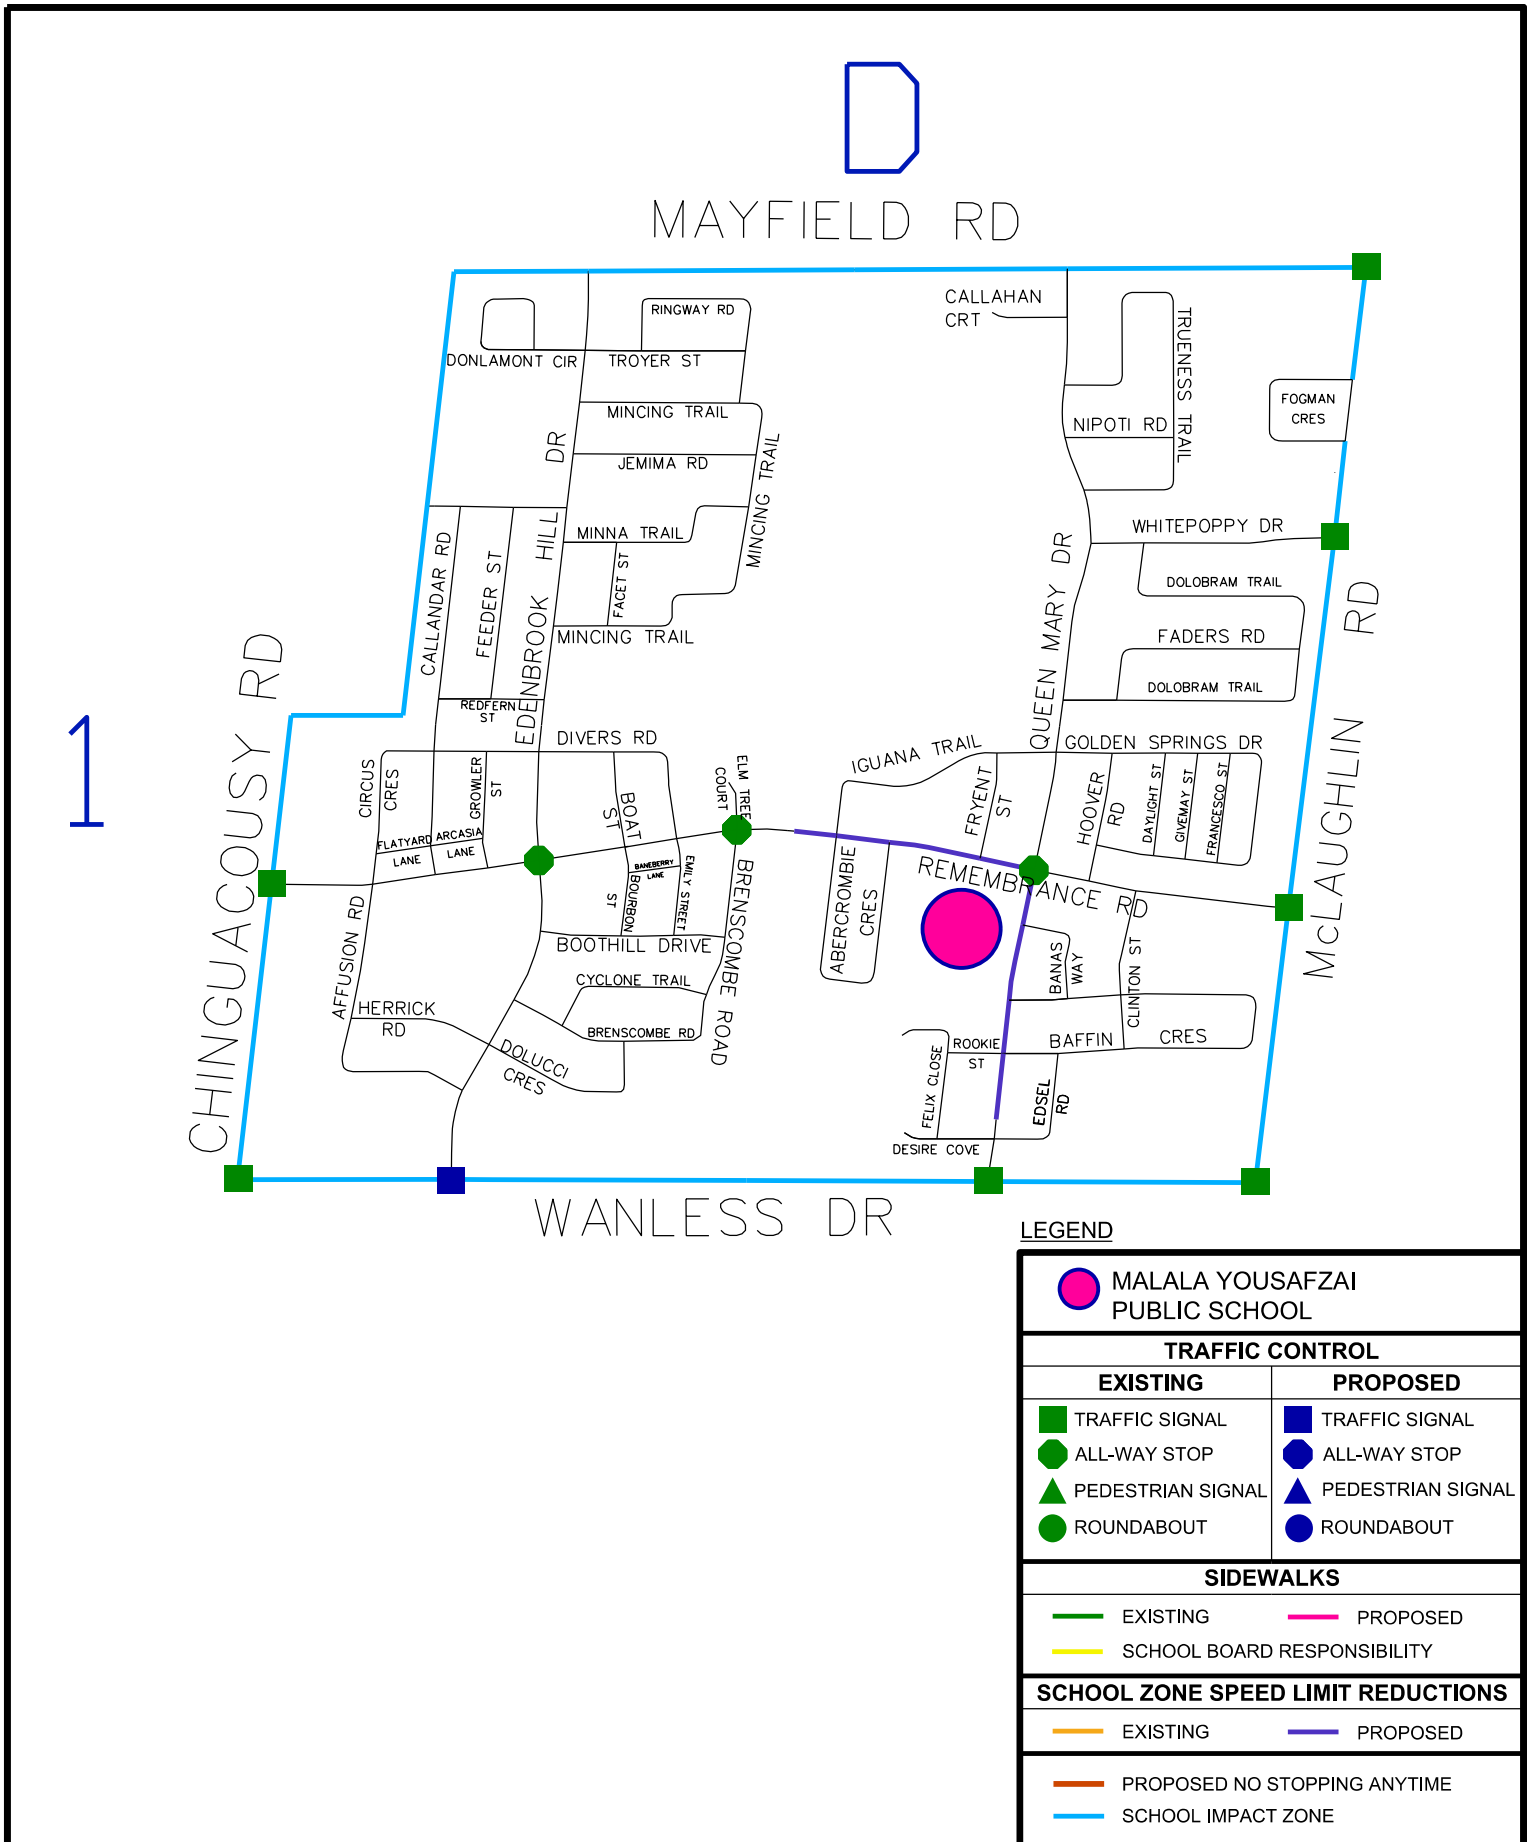 D
MAYFIELD RD
CALLAHAN
CRT
RINGWAY RD
DONLAMONT CIR
TROYER ST
TRUENESS TRAIL
FOGMAN
CRES
MINCING TRAIL
NIPOTI RD
JEMIMA RD
MINCING TRAIL
EDENBROOK HILL DR
WHITEPOPPY DR
MINNA TRAIL
FACET ST
CALLANDAR RD
FEEDER ST
DOLOBRAM TRAIL
FADERS RD
MINCING TRAIL
DOLOBRAM TRAIL
QUEEN MARY DR
REDFERN
ST
1
CHINGUACOUSY RD
MCLAUGHLIN RD
DIVERS RD
IGUANA TRAIL
GOLDEN SPRINGS DR
CIRCUS
CRES
GROWLER
ST
BOAT
ST
ELM TREE
COURT
FRYENT
ST
HOOVER
RD
DAYLIGHT ST
GIVEMAY ST
FRANCESCO ST
FLATYARD
LANE
ARCASIA
LANE
BANEBERRY
LANE
BOURBON
ST
EMILY STREET
BRENSCOMBE ROAD
REMEMBRANCE RD
ABERCROMBIE
CRES
AFFUSION RD
BOOTHILL DRIVE
BANAS
WAY
CLINTON ST
CYCLONE TRAIL
HERRICK
RD
BRENSCOMBE RD
DOLUCCI
CRES
ROOKIE
ST
BAFFIN CRES
FELIX CLOSE
EDSEL
RD
DESIRE COVE
WANLESS DR
LEGEND
MALALA YOUSAFZAI
PUBLIC SCHOOL
TRAFFIC CONTROL
EXISTING PROPOSED
TRAFFIC SIGNAL TRAFFIC SIGNAL
ALL-WAY STOP ALL-WAY STOP
PEDESTRIAN SIGNAL PEDESTRIAN SIGNAL
ROUNDABOUT ROUNDABOUT
SIDEWALKS
EXISTING PROPOSED
SCHOOL BOARD RESPONSIBILITY
SCHOOL ZONE SPEED LIMIT REDUCTIONS
EXISTING PROPOSED
PROPOSED NO STOPPING ANYTIME
SCHOOL IMPACT ZONE